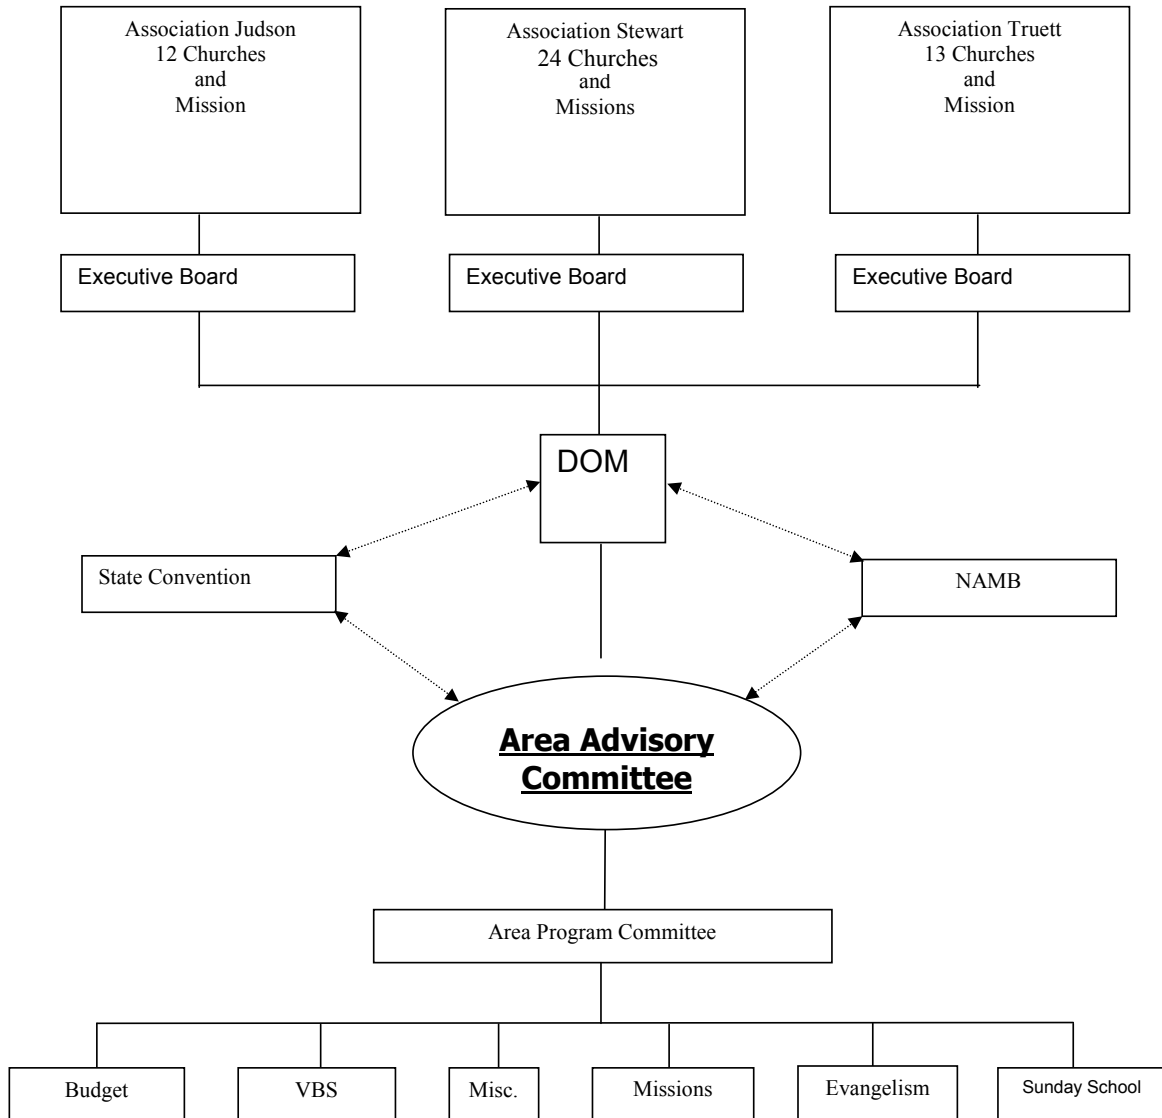 Association Judson
12 Churches
and
Mission
Association Stewart
24 Churches
and
Missions
Association Truett
13 Churches
and
Mission
Executive Board
Executive Board
Executive Board
DOM
State Convention
NAMB
Area Advisory
Committee
Area Program Committee
Budget
VBS
Misc.
Missions
Evangelism
Sunday School